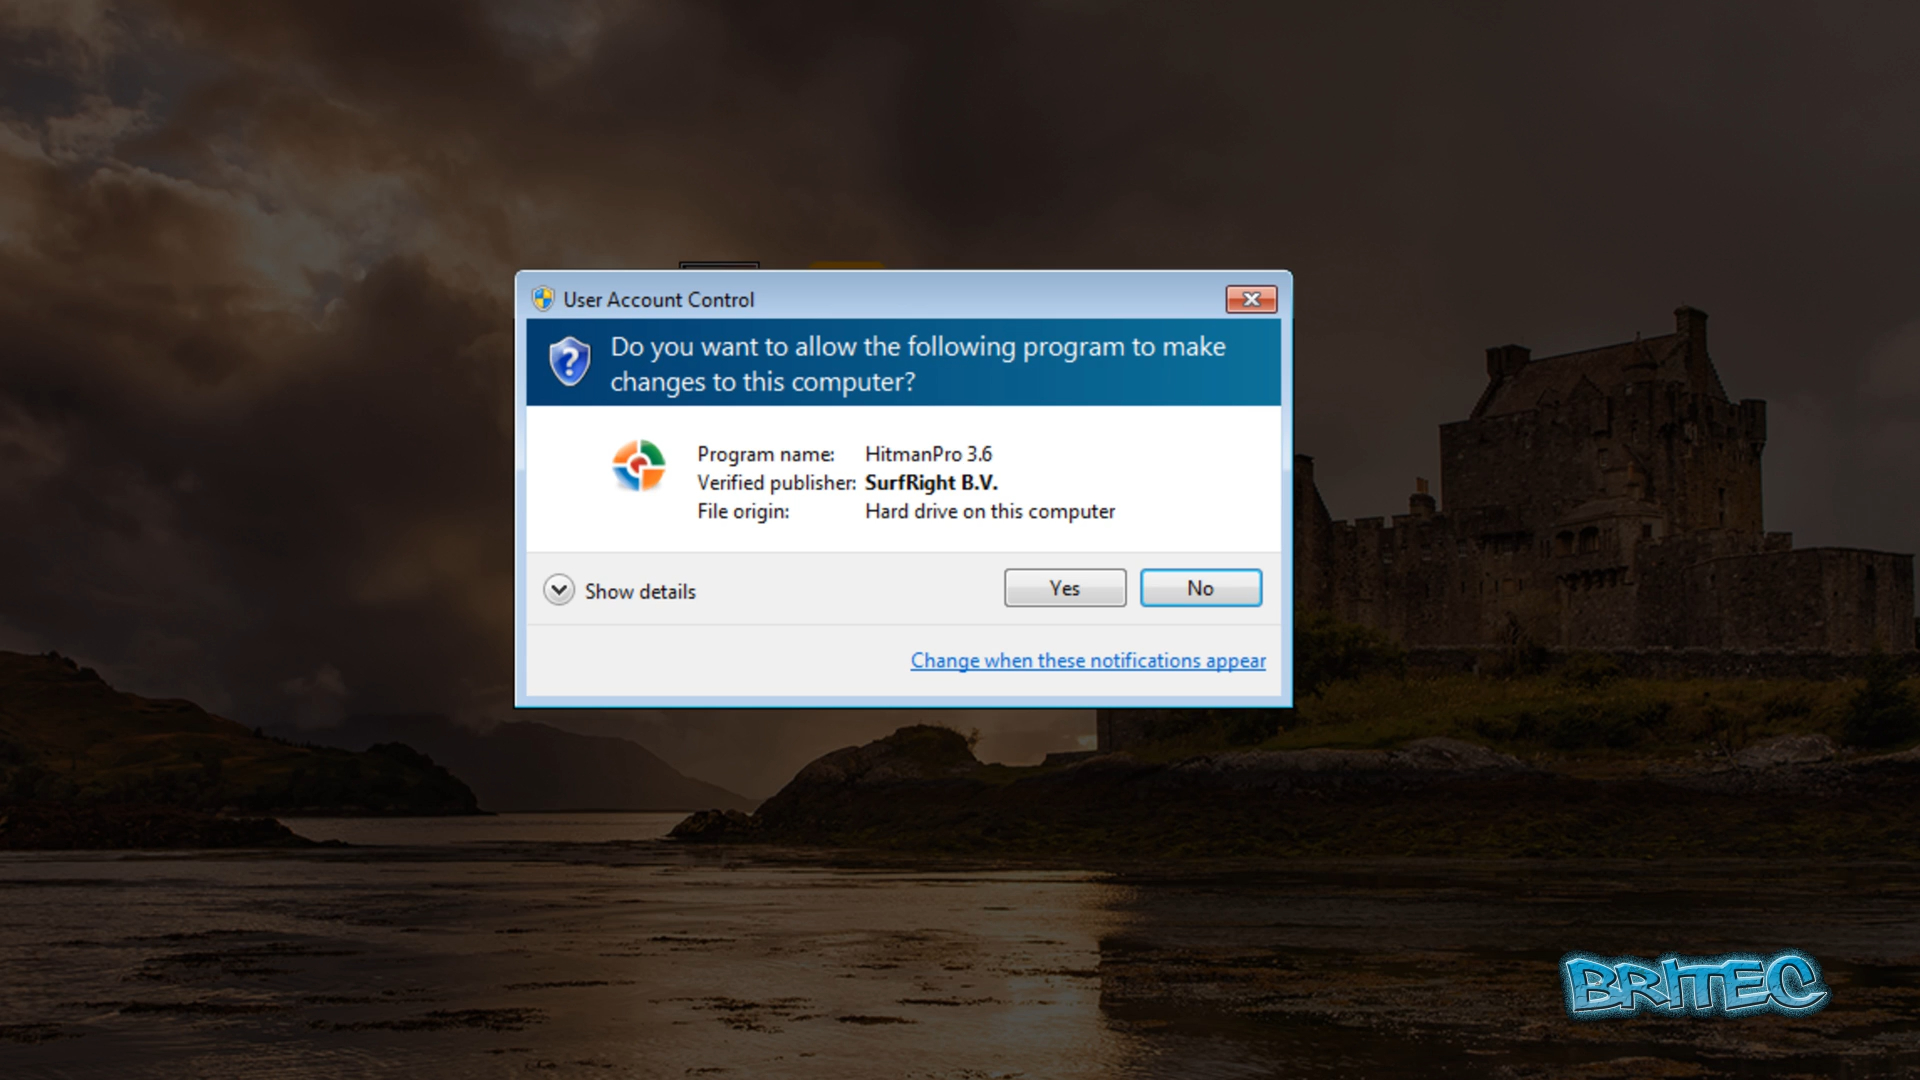 User Account Control
Do you want to allow the following program to make
changes to this computer?
Program name: HitmanPro 3.6
Verified publisher: SurfRight B.V.
File origin: Hard drive on this computer
Show details
Yes
No
Change when these notifications appear
BRITEC